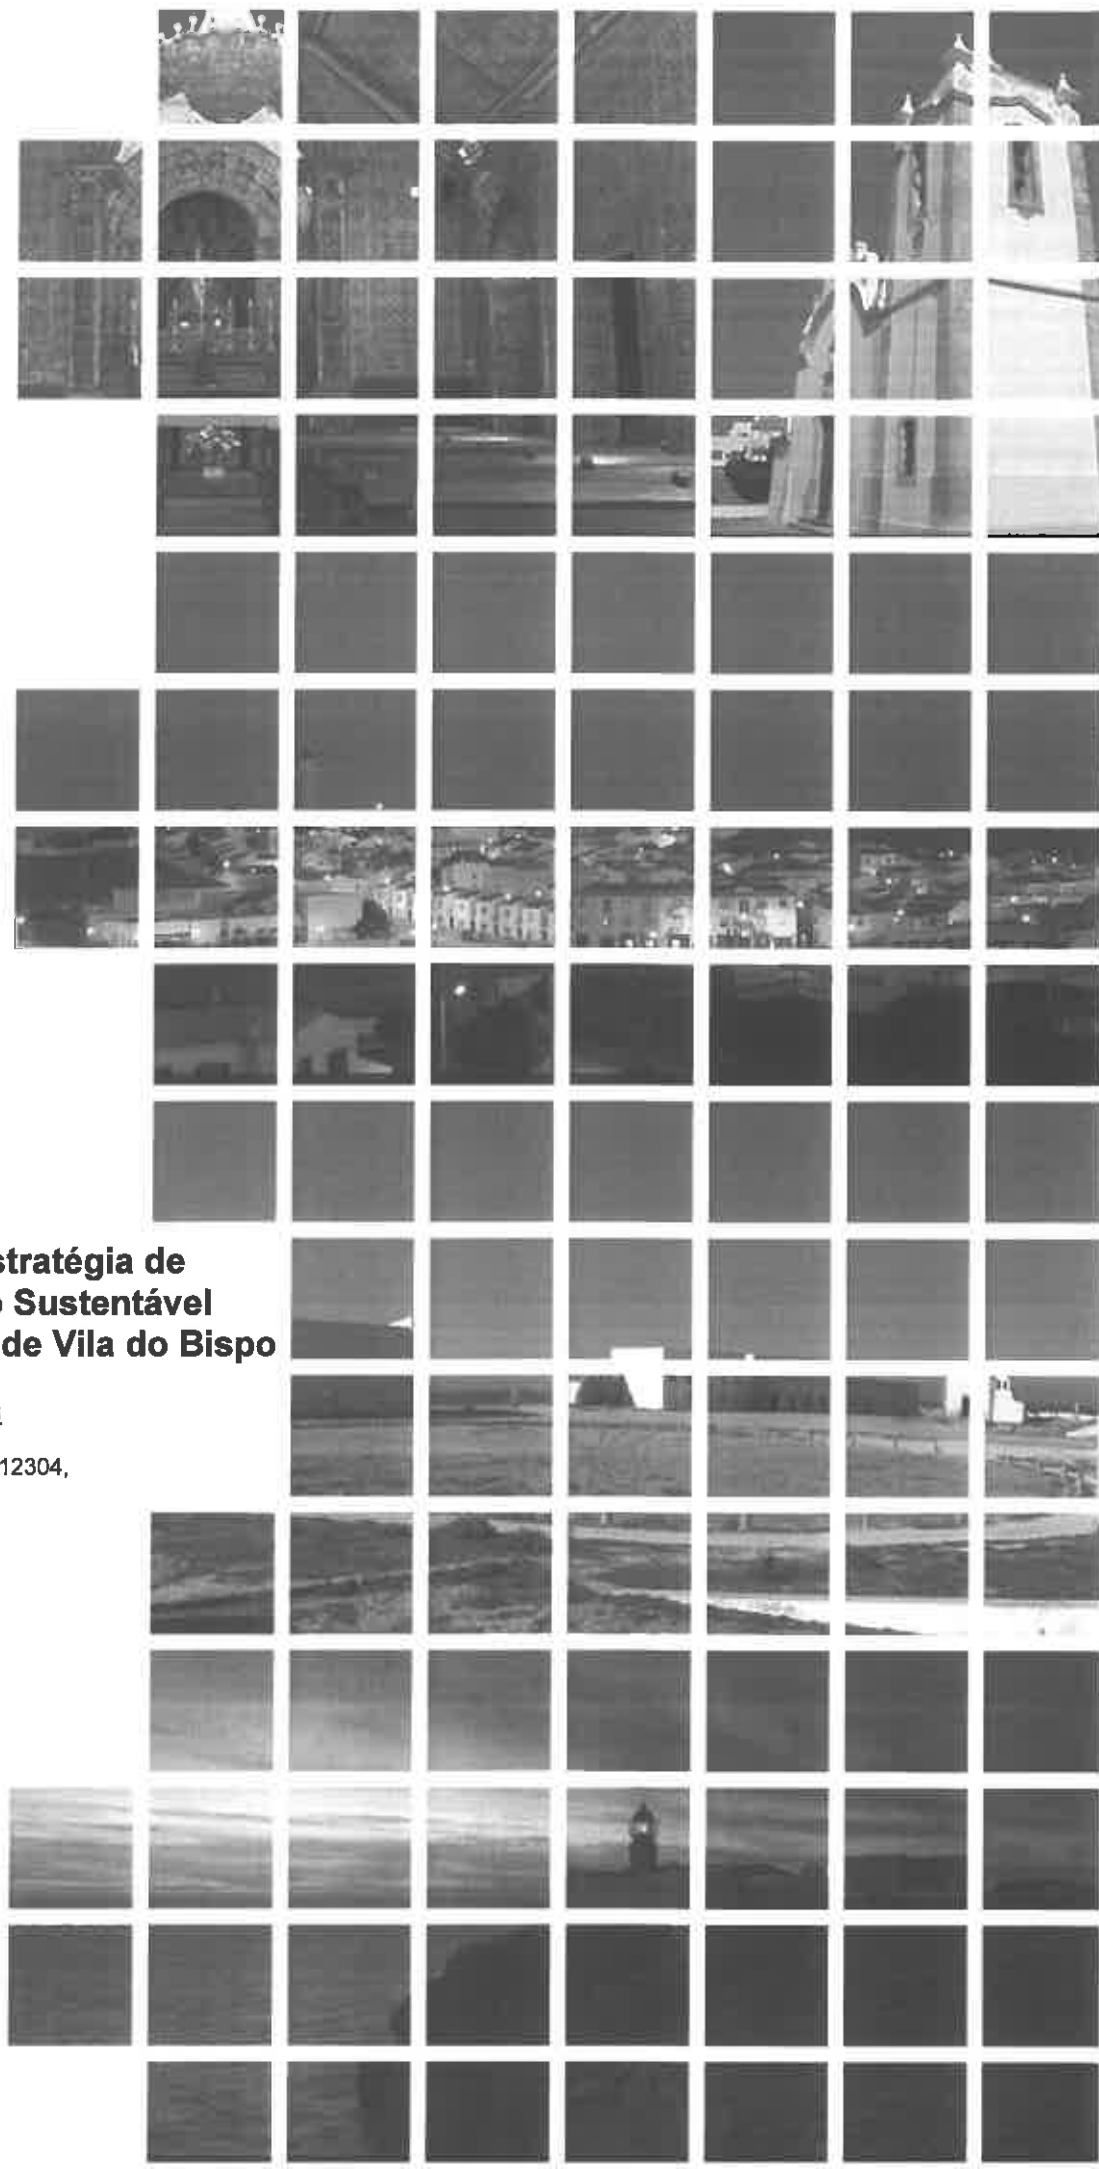 stratégia de
o Sustentável
de Vila do Bispo
12304,